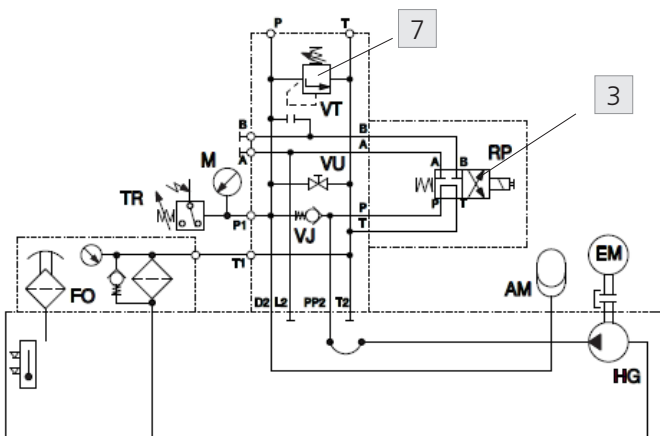 P T
7
VT
3
B B
A A
A B RP
M VU
TR
P
P T
P1 VJ T
T1
EM
AM
FO
D2 L2 PP2 T2
HG